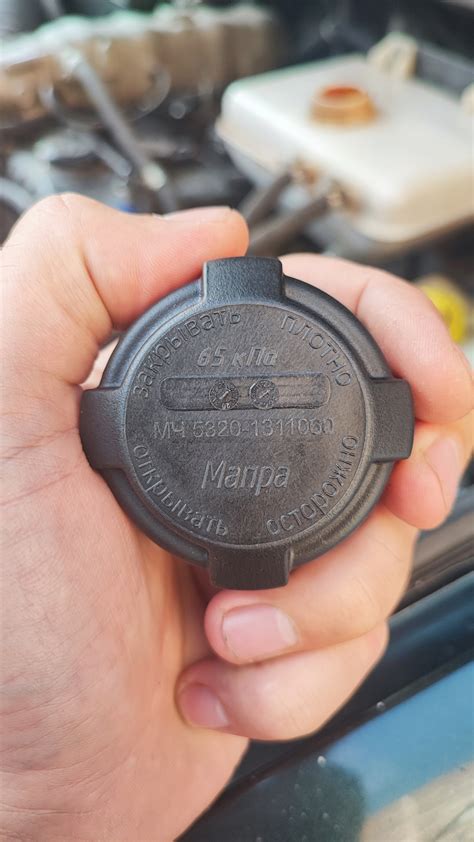 закрывать плотно
65 кПа
МЧ 5320-1311060
Мапра
открывать осторожно